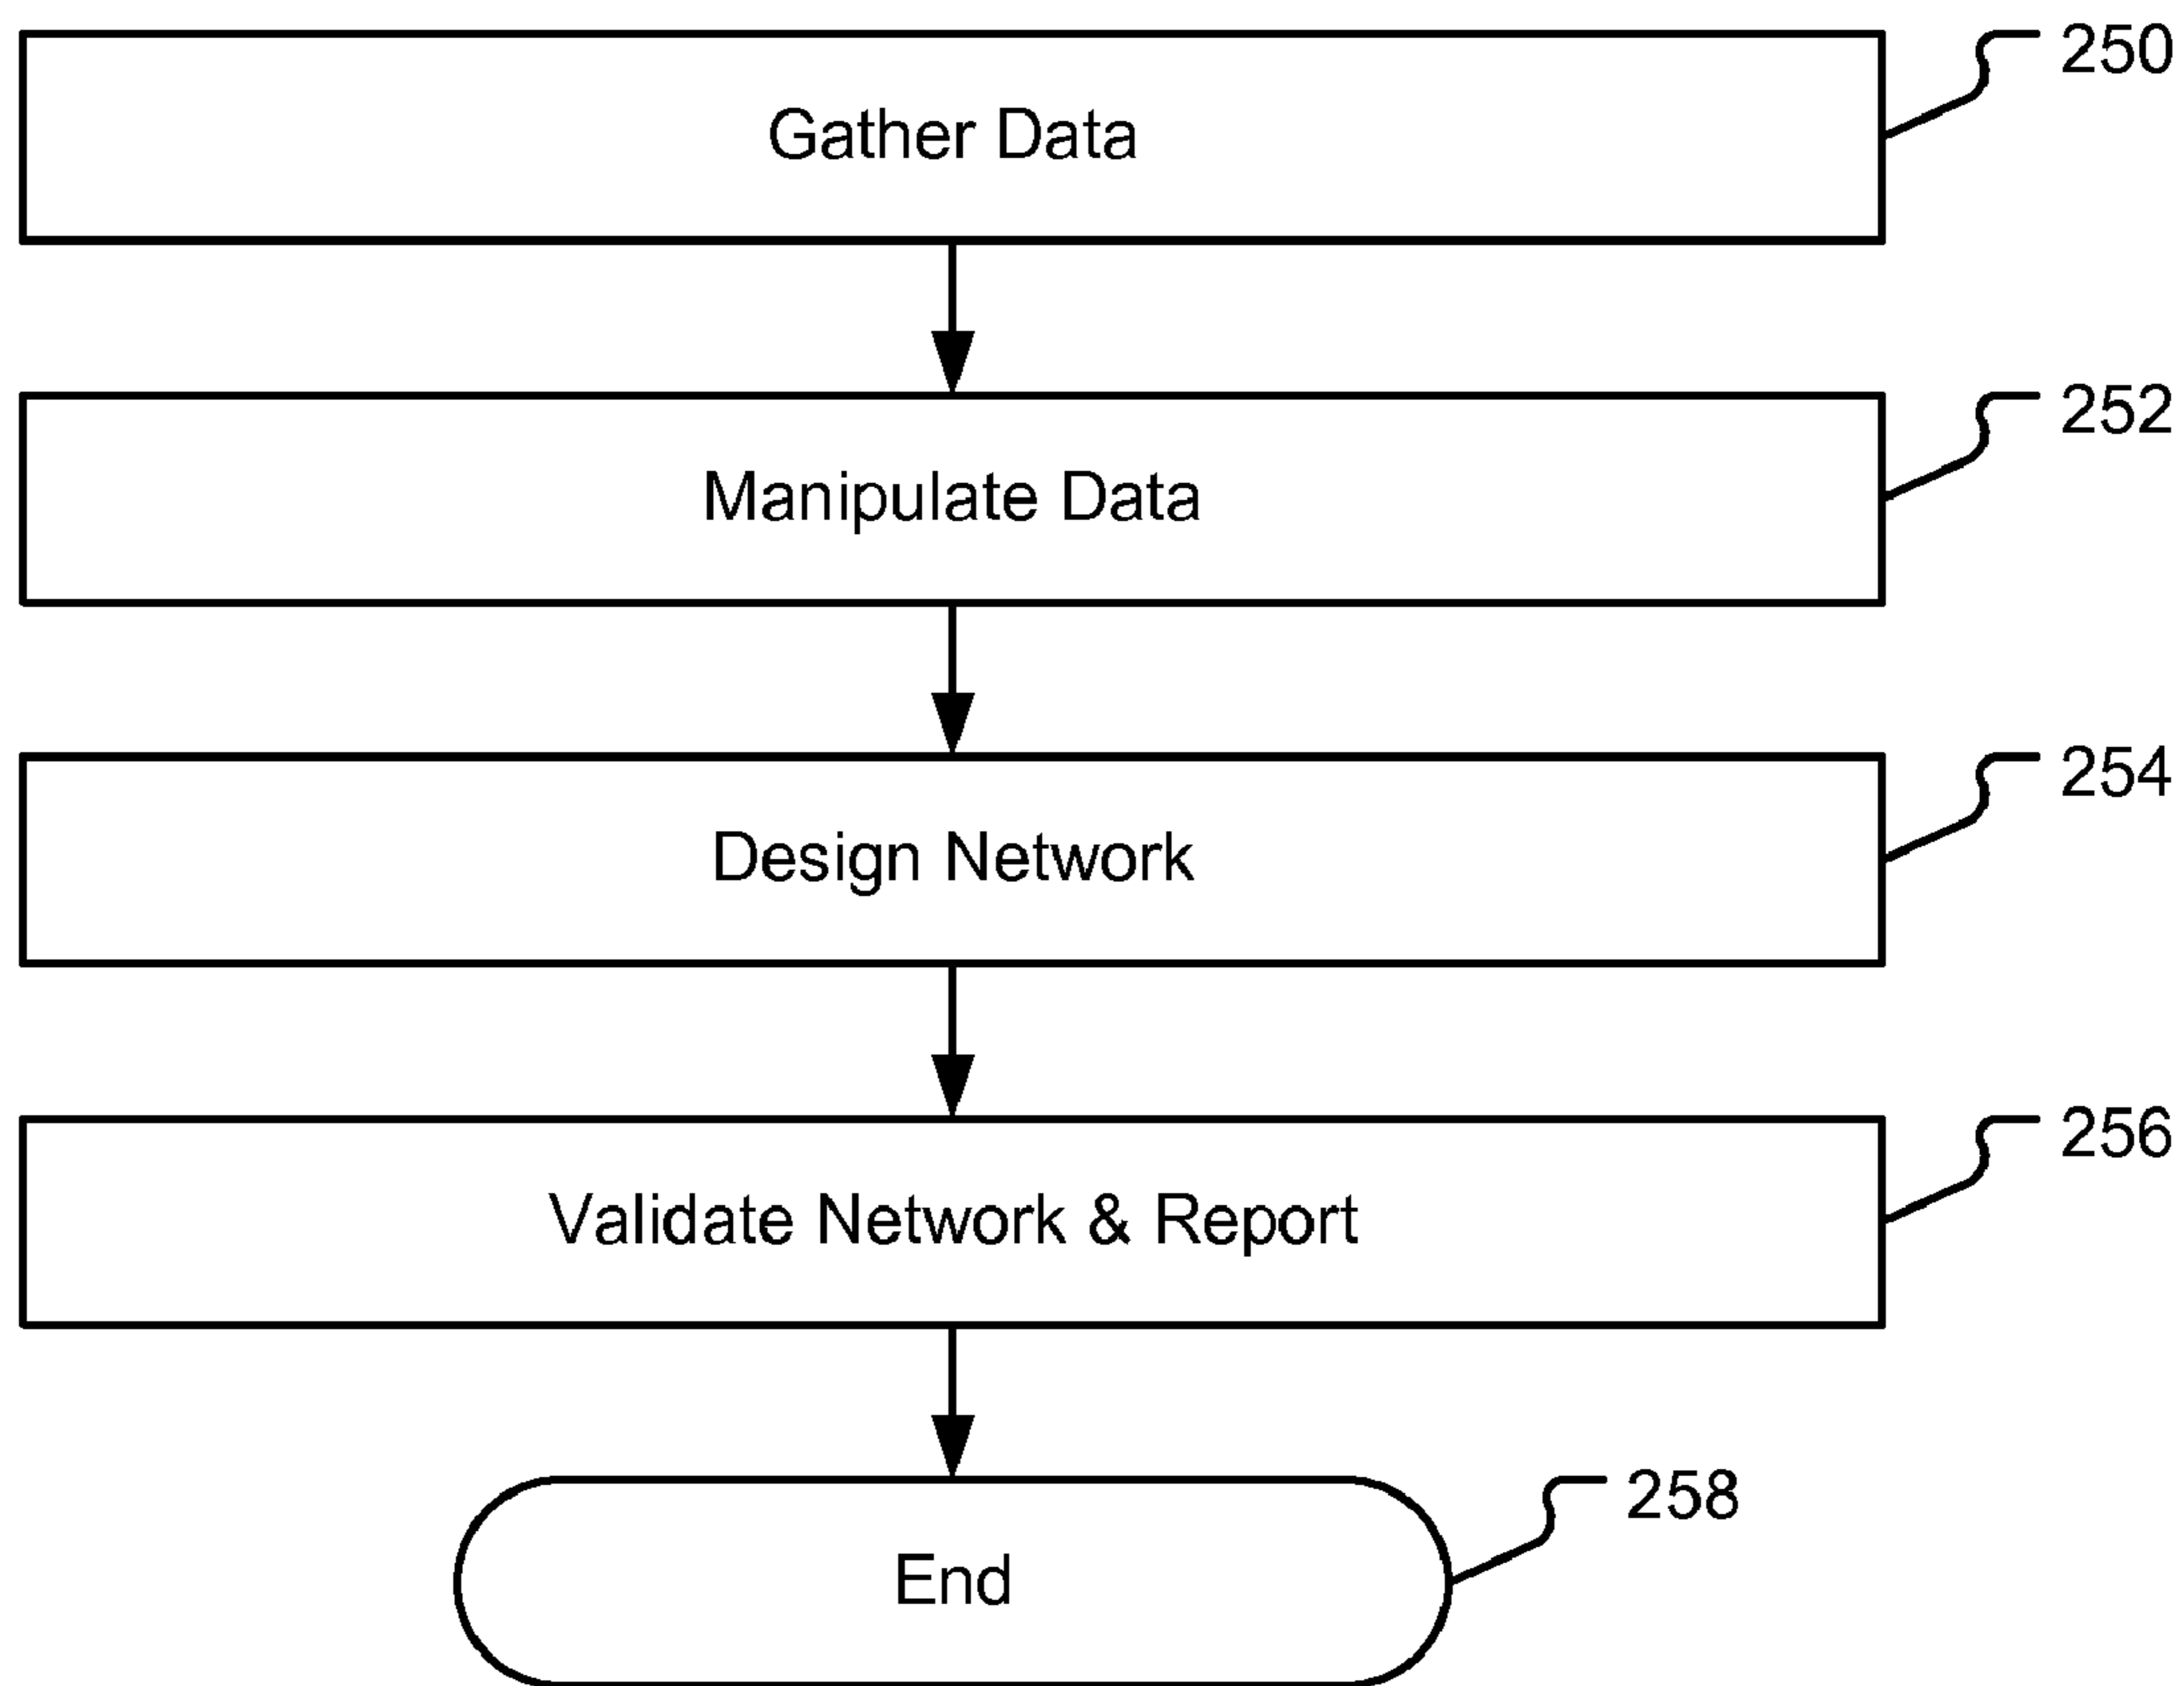 250
Gather Data
252
Manipulate Data
254
Design Network
256
Validate Network & Report
258
End